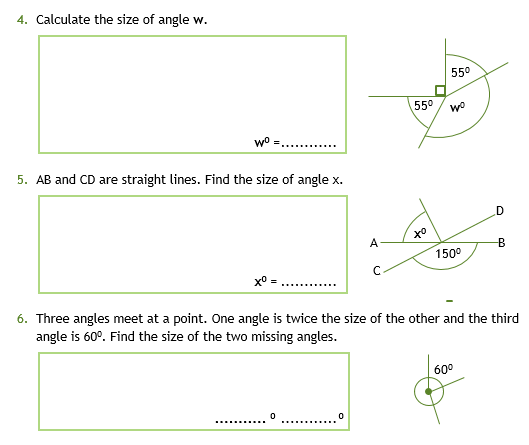 4. Calculate the size of angle w.
55⁰
55⁰ w⁰
w⁰ =............
5. AB and CD are straight lines. Find the size of angle x.
D
x⁰
A B
150⁰
C
x⁰ = ............
6. Three angles meet at a point. One angle is twice the size of the other and the third
angle is 60⁰. Find the size of the two missing angles.
60⁰
...........⁰ ............⁰